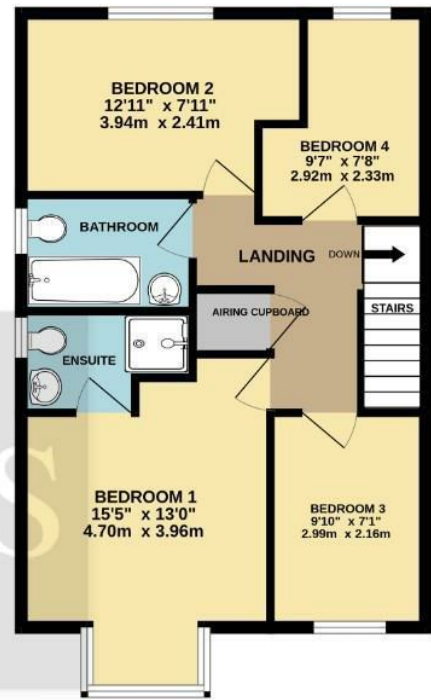 BEDROOM 2
12'11" x 7'11"
3.94m x 2.41m
BEDROOM 4
9'7" x 7'8"
2.92m x 2.33m
BATHROOM
LANDING
DOWN
AIRING CUPBOARD
STAIRS
ENSUITE
BEDROOM 1
15'5" x 13'0"
4.70m x 3.96m
BEDROOM 3
9'10" x 7'1"
2.99m x 2.16m
S